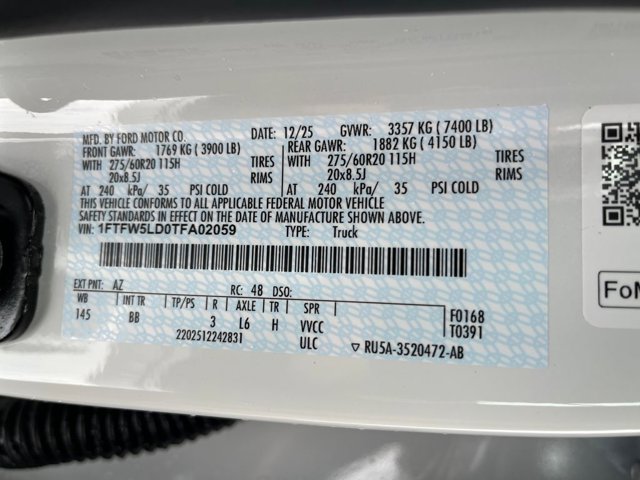 MFD. BY FORD MOTOR CO.
DATE: 12/25 GVWR: 3357 KG ( 7400 LB)
FRONT GAWR: 1769 KG ( 3900 LB) REAR GAWR: 1882 KG ( 4150 LB)
WITH 275/60R20 115H TIRES WITH 275/60R20 115H TIRES
20x8.5J RIMS 20x8.5J RIMS
AT 240 kPa/ 35 PSI COLD AT 240 kPa/ 35 PSI COLD
THIS VEHICLE CONFORMS TO ALL APPLICABLE FEDERAL MOTOR VEHICLE
SAFETY STANDARDS IN EFFECT ON THE DATE OF MANUFACTURE SHOWN ABOVE.
VIN: 1FTFW5LD0TFA02059 TYPE: Truck
EXT PNT: AZ RC: 48 DSO:
WB INT TR TP/PS R AXLE TR SPR F0168
145 BB 3 L6 H VVCC T0391
2202512242831 ULC ▽ RU5A-3520472-AB
FoM